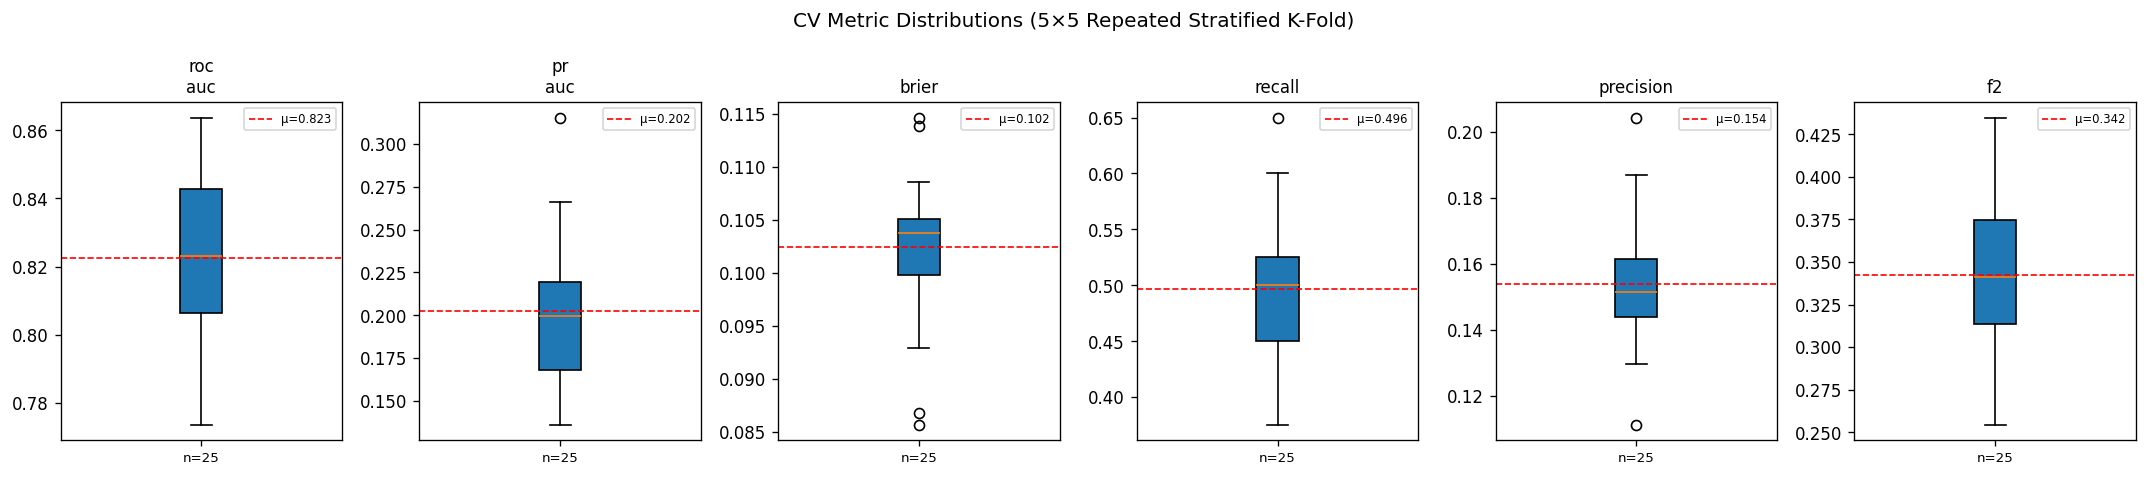 CV Metric Distributions (5×5 Repeated Stratified K-Fold)
roc
auc
μ=0.823
0.86
0.84
0.82
0.80
0.78
n=25
pr
auc
μ=0.202
0.300
0.275
0.250
0.225
0.200
0.175
0.150
n=25
brier
μ=0.102
0.115
0.110
0.105
0.100
0.095
0.090
0.085
n=25
recall
μ=0.496
0.65
0.60
0.55
0.50
0.45
0.40
n=25
precision
μ=0.154
0.20
0.18
0.16
0.14
0.12
n=25
f2
μ=0.342
0.425
0.400
0.375
0.350
0.325
0.300
0.275
0.250
n=25